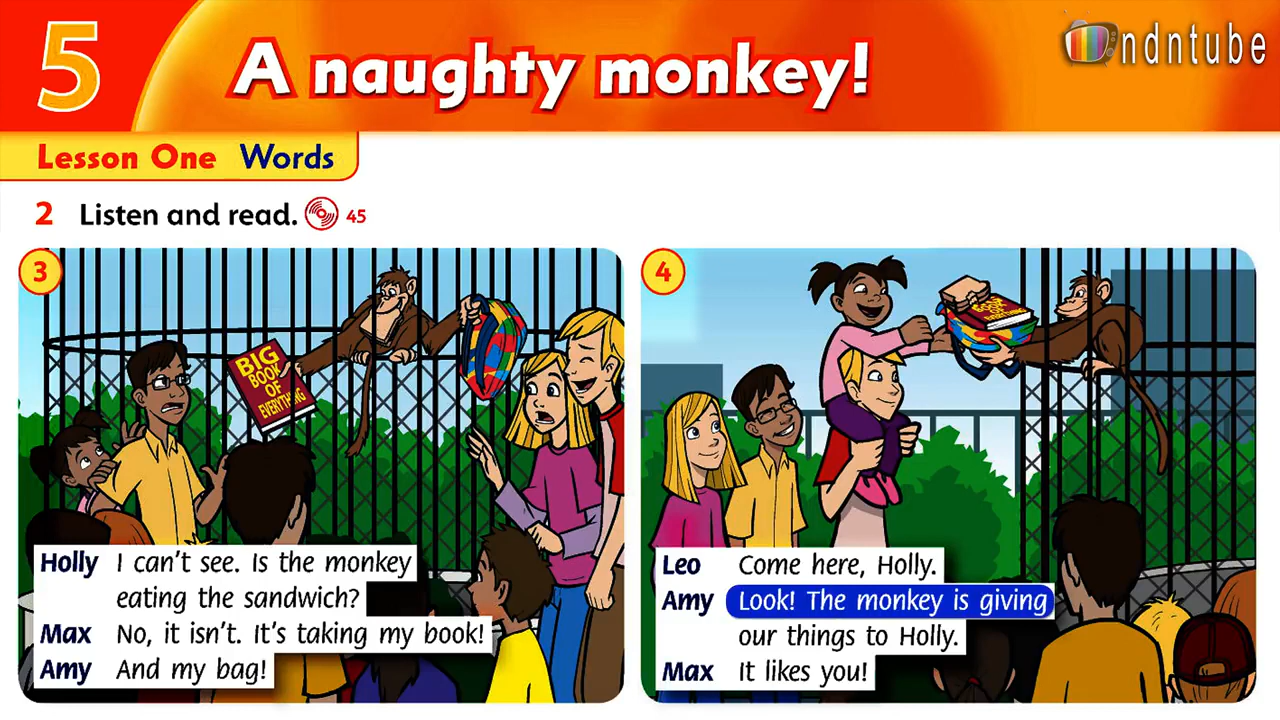 5
A naughty monkey!
ndntube
Lesson One Words
2 Listen and read. 45
3
BIG
BOOK
OF
EVERYTHING
Holly I can't see. Is the monkey
eating the sandwich?
Max No, it isn't. It's taking my book!
Amy And my bag!
4
BOOK OF
EVERYTHING
Leo Come here, Holly.
Amy Look! The monkey is giving
our things to Holly.
Max It likes you!